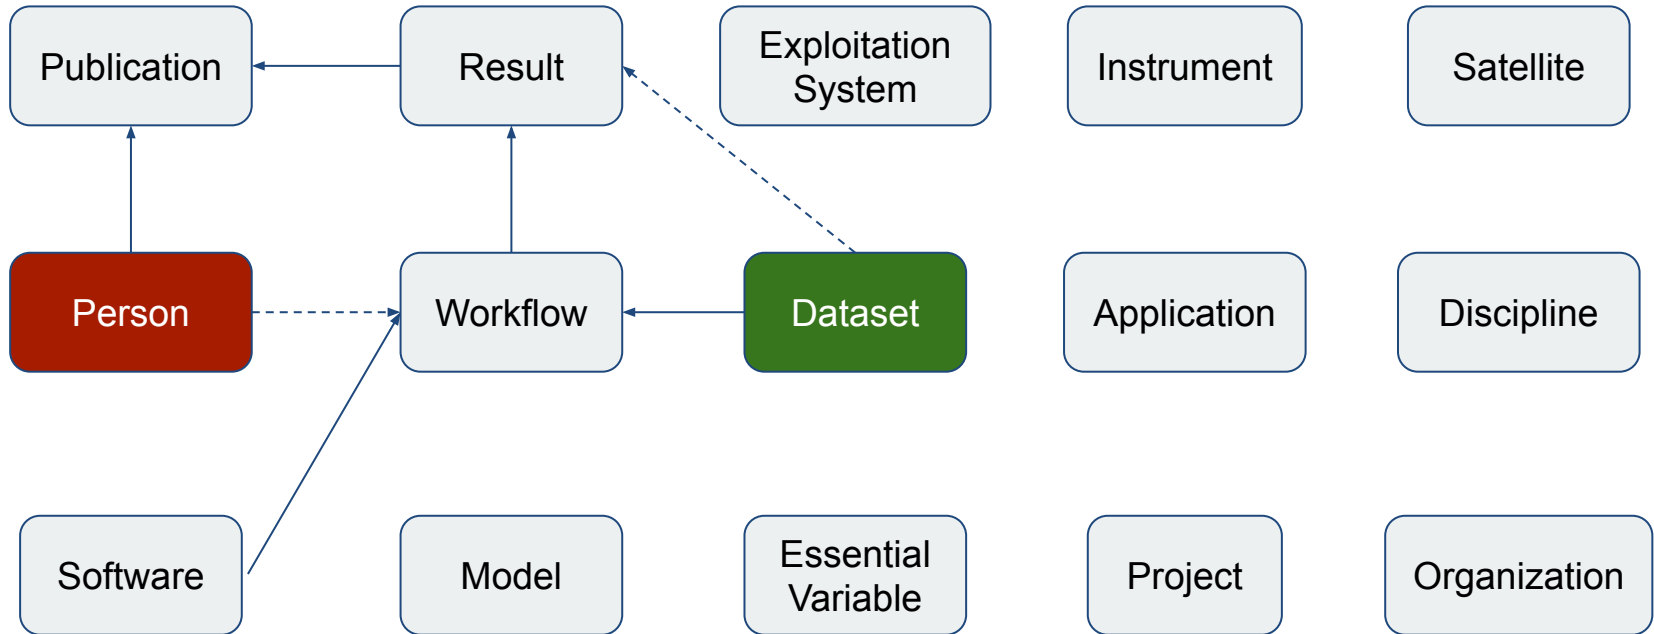 Publication
Result
Exploitation
System
Instrument
Satellite
Person
Workflow
Dataset
Application
Discipline
Software
Model
Essential
Variable
Project
Organization